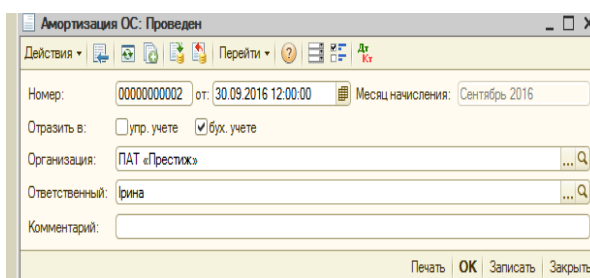 Амортизация ОС: Проведен
Действия Перейти Дт Кт
Номер: 00000000002 от: 30.09.2016 12:00:00 Месяц начисления: Сентябрь 2016
Отразить в: упр. учете бух. учете
Организация: ПАТ «Престиж» ...
Ответственный: Ірина ...
Комментарий:
Печать OK Записать Закрыть